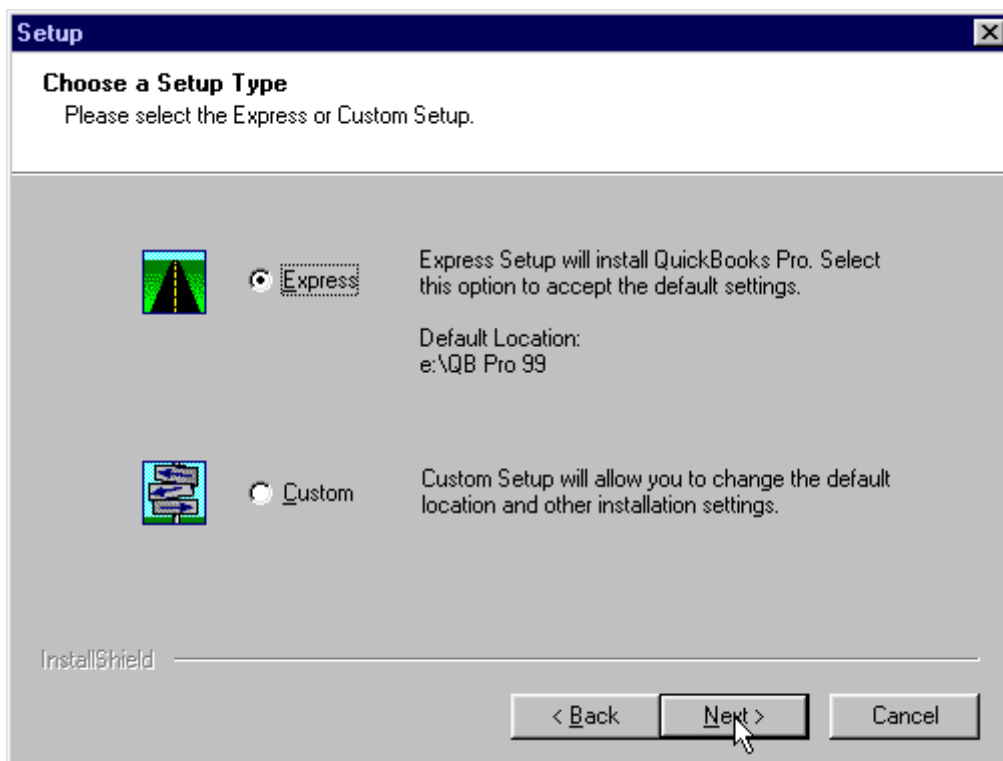 Setup
Choose a Setup Type
Please select the Express or Custom Setup.
Express
Express Setup will install QuickBooks Pro. Select
this option to accept the default settings.
Default Location:
e:\QB Pro 99
Custom
Custom Setup will allow you to change the default
location and other installation settings.
InstallShield
< Back
Next >
Cancel